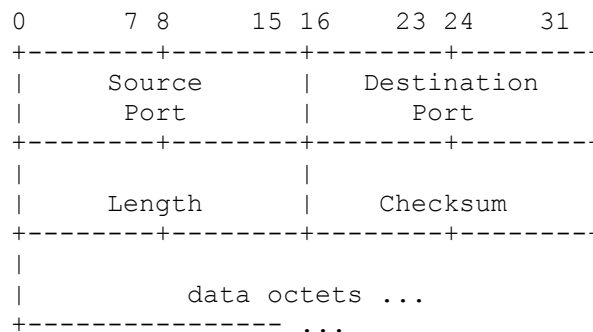 0 7 8 15 16 23 24 31
+--------+--------+--------+--------
| Source | Destination
| Port | Port
+--------+--------+--------+--------
| |
| Length | Checksum
+--------+--------+--------+--------
|
| data octets ...
+---------------- ...